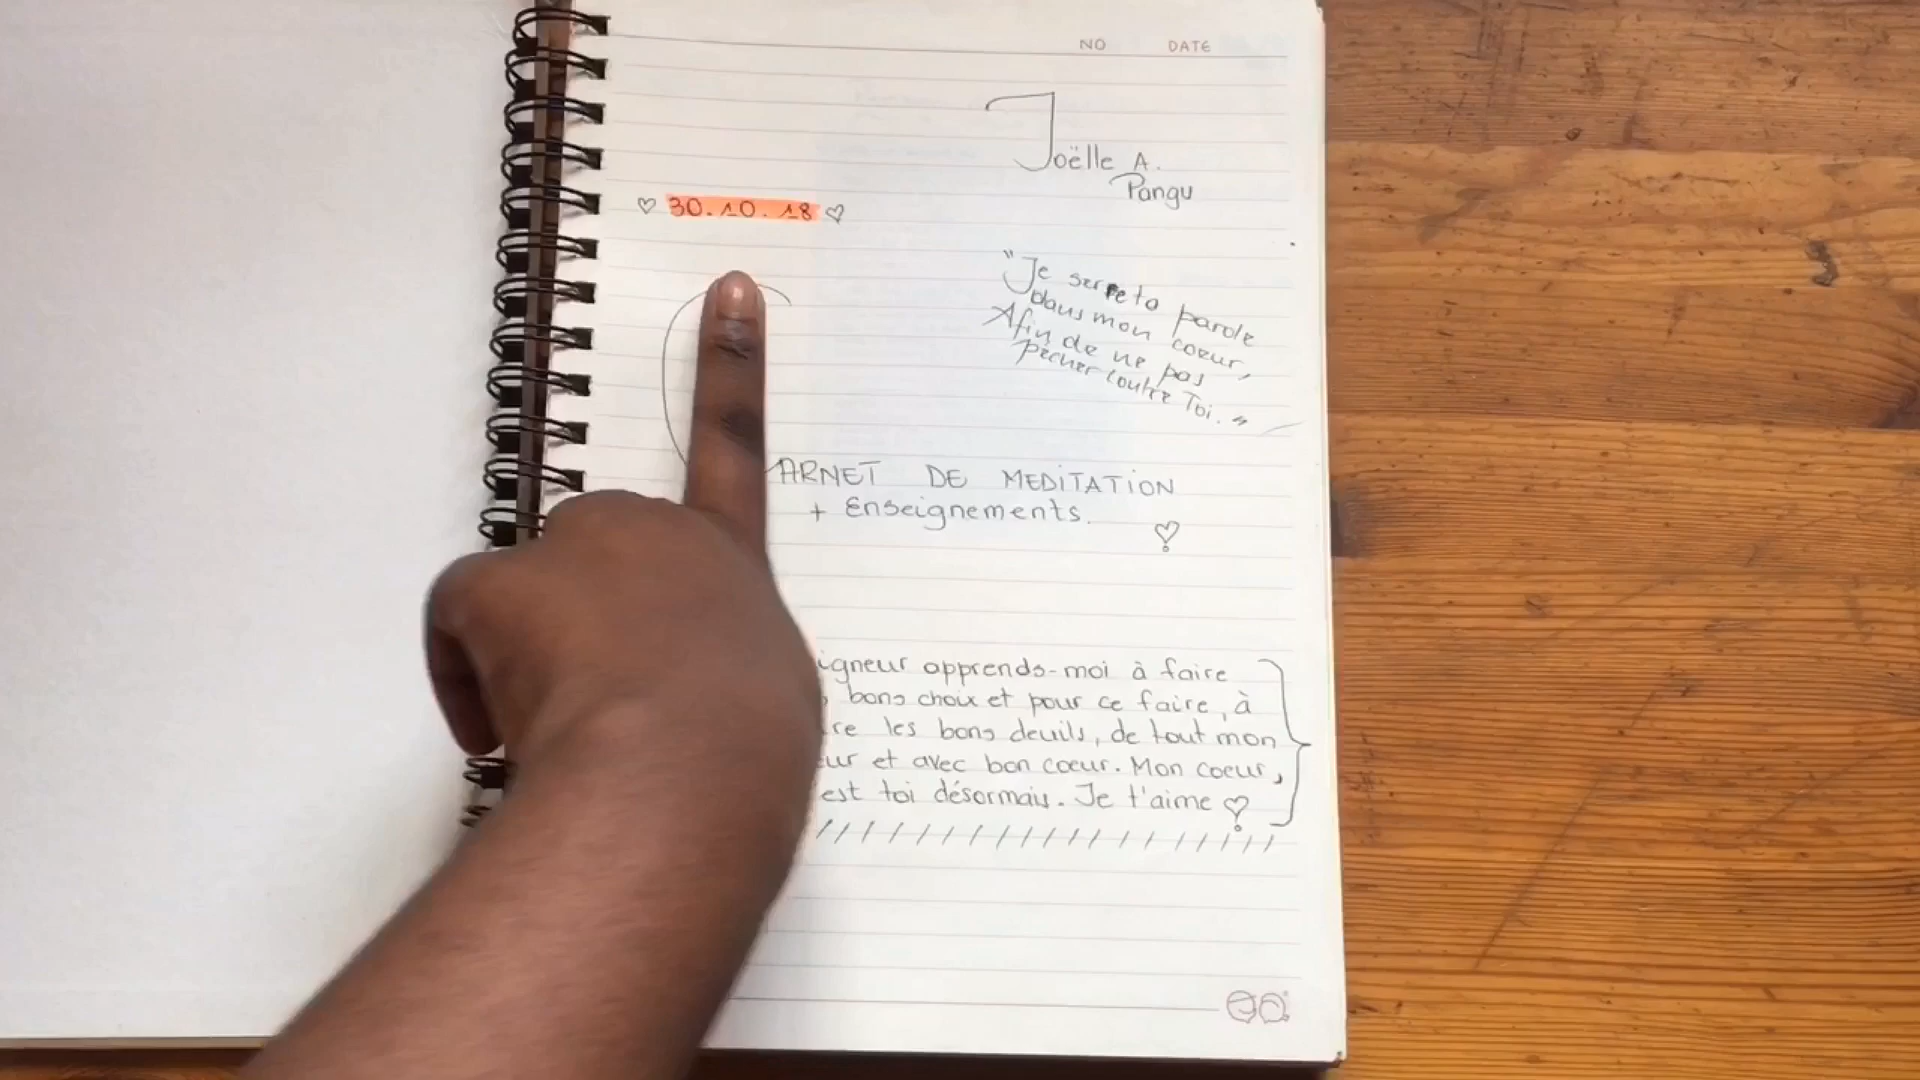 NO DATE
Joëlle A.
Pangu
♡ 30.10.18 ♡
"Je serre ta parole
dans mon coeur,
Afin de ne pas
pécher contre Toi."
CARNET DE MEDITATION
+ Enseignements.
igneur apprends-moi à faire
bons choix et pour ce faire, à
re les bons deuils, de tout mon
ur et avec bon coeur. Mon coeur,
est toi désormais. Je t'aime ♡